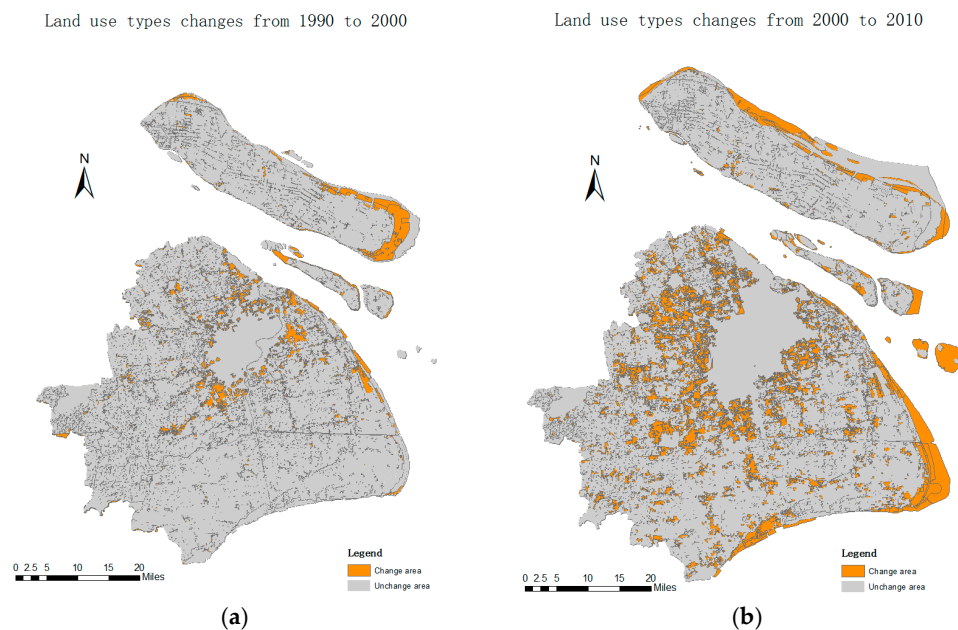 Land use types changes from 1990 to 2000
Land use types changes from 2000 to 2010
N
N
Legend
Change area
Unchange area
0 2.5 5 10 15 20
Miles
Legend
Change area
Unchange area
0 2.5 5 10 15 20
Miles
(a)
(b)